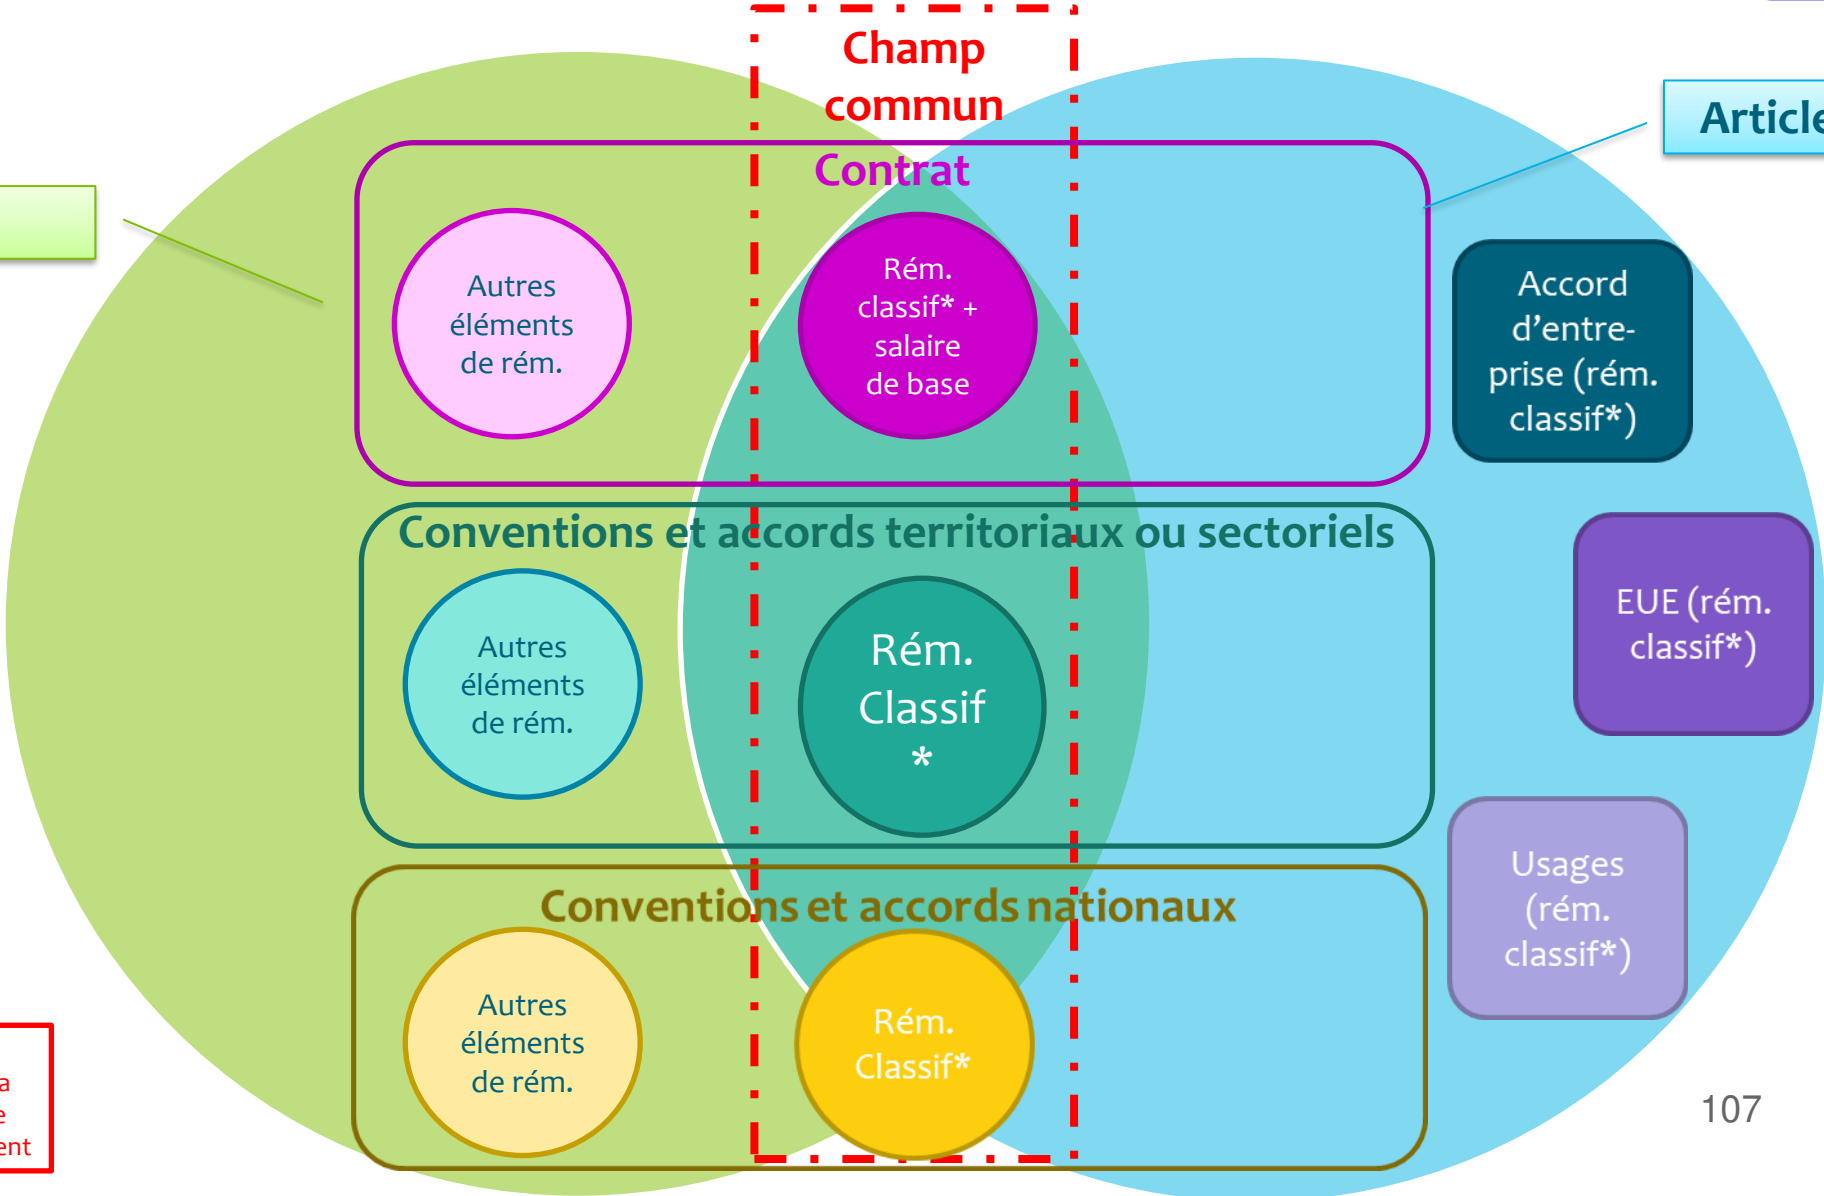 Champ
commun
Article
Contrat
Autres
éléments
de rém.
Rém.
classif* +
salaire
de base
Accord
d'entre-
prise (rém.
classif*)
Conventions et accords territoriaux ou sectoriels
Autres
éléments
de rém.
Rém.
Classif
*
EUE (rém.
classif*)
Usages
(rém.
classif*)
Conventions et accords nationaux
Autres
éléments
de rém.
Rém.
Classif*
a
e
ent
107